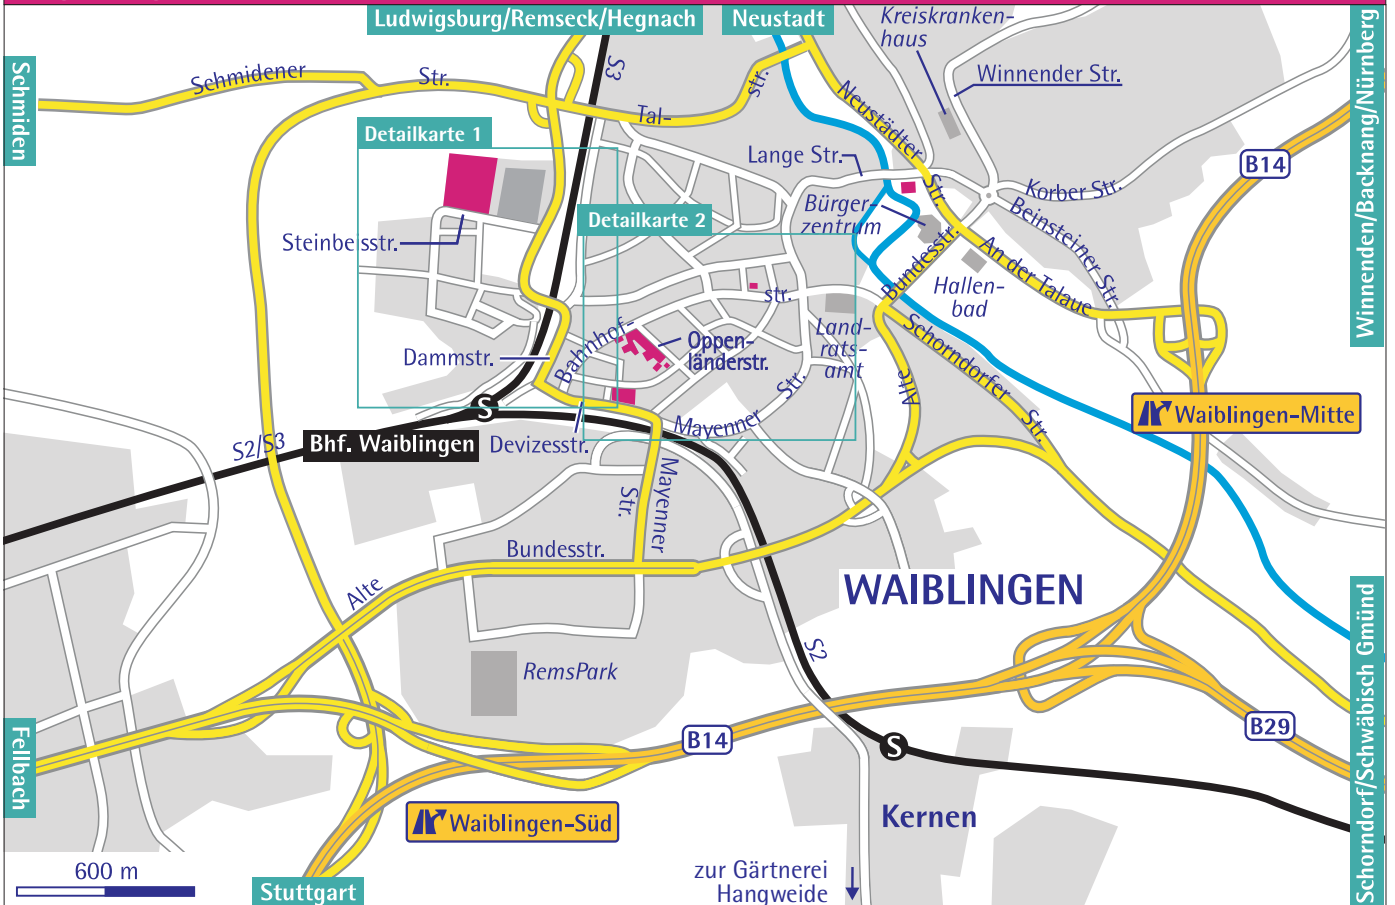 Ludwigsburg/Remseck/Hegnach
Neustadt
Kreiskranken-
haus
Winnender Str.
Winnenden/Backnang/Nürnberg
Schmiden
Schmidener
Str.
S3
Tal-
str.
Neustädter
Str.
Detailkarte 1
Lange Str.
B14
Korber Str.
Beinsteiner Str.
Bürger-
zentrum
Detailkarte 2
Steinbeisstr.
Bundesstr.
An der Talaue
Hallen-
bad
str.
Bahnhof-
Oppen-
länderstr.
Land-
rats-
amt
Schorndorfer
Str.
Dammstr.
Alte
Str.
Mayenner
Waiblingen-Mitte
S
S2/S3
Bhf. Waiblingen
Devizesstr.
Mayenner
Str.
Bundesstr.
Alte
WAIBLINGEN
S2
RemsPark
Schorndorf/Schwäbisch Gmünd
Fellbach
B14
B29
S
Waiblingen-Süd
Kernen
600 m
Stuttgart
zur Gärtnerei
Hangweide